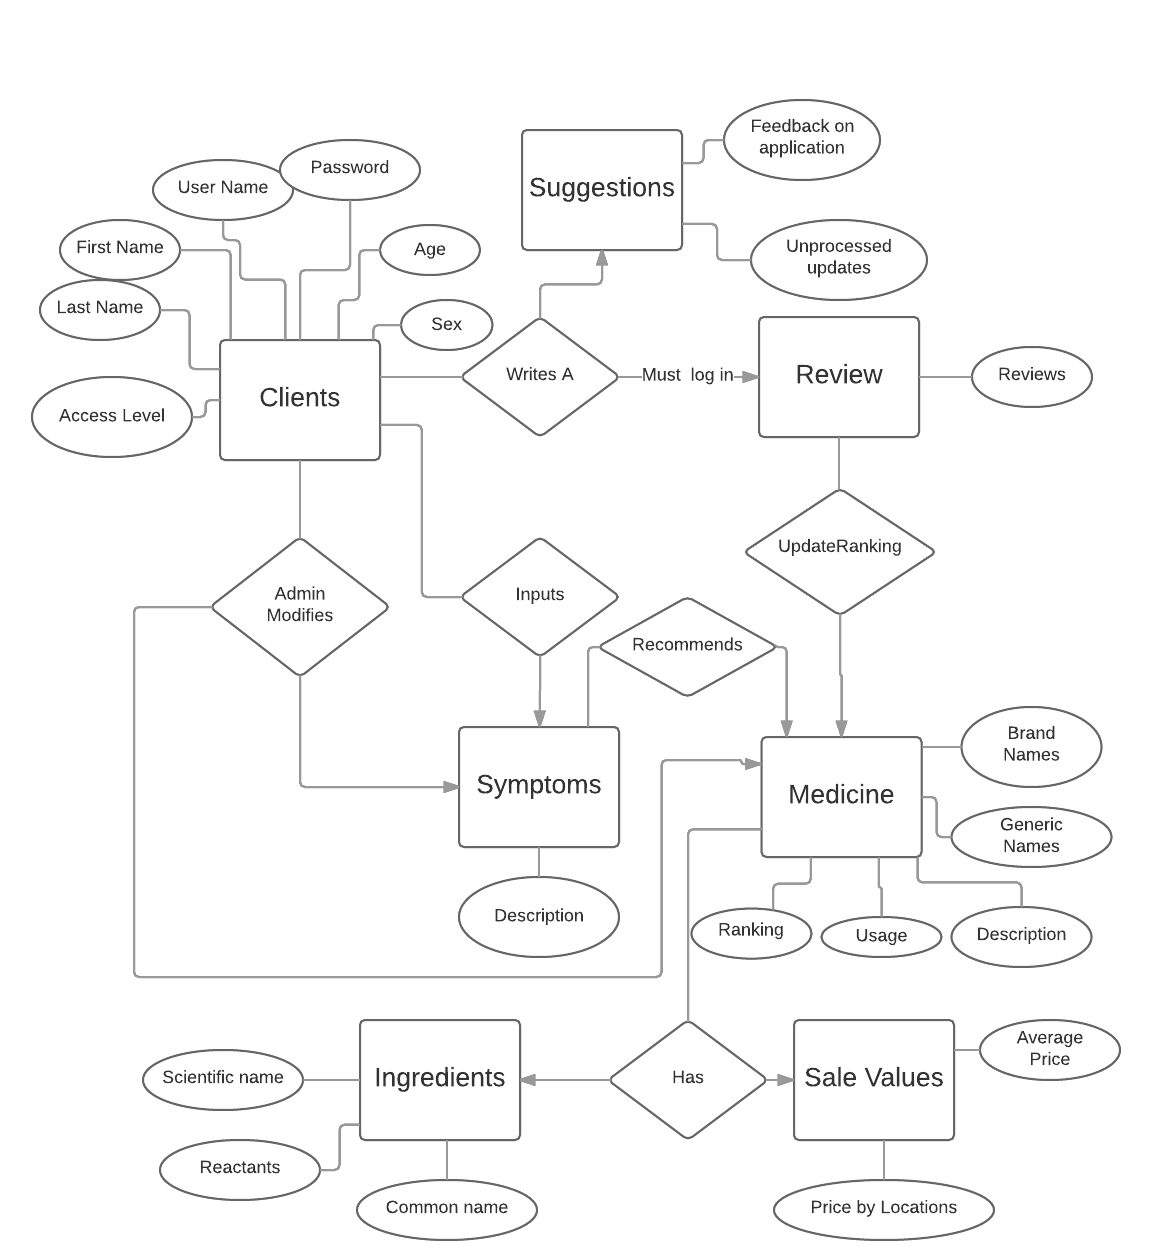 Feedback on
application
Password
User Name
Suggestions
First Name
Age
Unprocessed
updates
Last Name
Sex
Writes A
Must  log in
Review
Reviews
Clients
Access Level
UpdateRanking
Admin
Modifies
Inputs
Recommends
Brand
Names
Symptoms
Medicine
Generic
Names
Description
Ranking
Usage
Description
Scientific name
Ingredients
Has
Sale Values
Average
Price
Reactants
Common name
Price by Locations